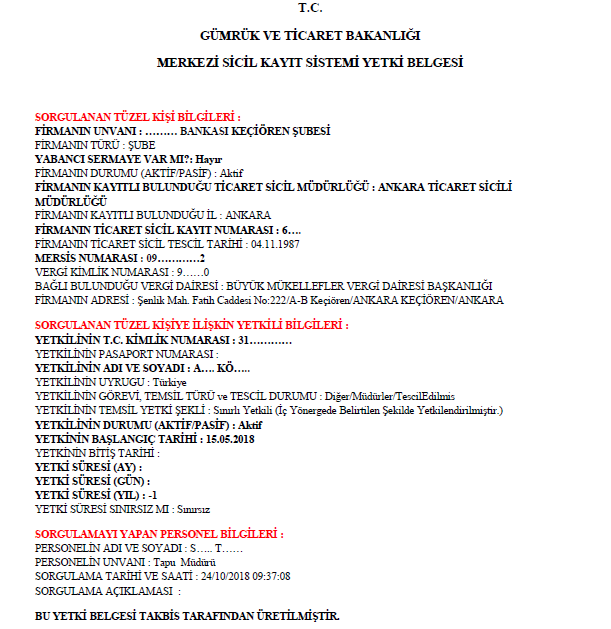 T.C.
GÜMRÜK VE TİCARET BAKANLIĞI
MERKEZİ SİCİL KAYIT SİSTEMİ YETKİ BELGESİ
SORGULANAN TÜZEL KİŞİ BİLGİLERİ :
FİRMANIN UNVANI : ……… BANKASI KEÇİÖREN ŞUBESİ
FİRMANIN TÜRÜ : ŞUBE
YABANCI SERMAYE VAR MI?: Hayır
FİRMANIN DURUMU (AKTİF/PASİF) : Aktif
FİRMANIN KAYITLI BULUNDUĞU TİCARET SİCİL MÜDÜRLÜĞÜ : ANKARA TİCARET SİCİLİ
MÜDÜRLÜĞÜ
FİRMANIN KAYITLI BULUNDUĞU İL : ANKARA
FİRMANIN TİCARET SİCİL KAYIT NUMARASI : 6….
FİRMANIN TİCARET SİCİL TESCİL TARİHİ : 04.11.1987
MERSİS NUMARASI : 09…………2
VERGİ KİMLİK NUMARASI : 9……0
BAĞLI BULUNDUĞU VERGİ DAİRESİ : BÜYÜK MÜKELLEFLER VERGİ DAİRESİ BAŞKANLIĞI
FİRMANIN ADRESİ : Şenlik Mah. Fatih Caddesi No:222/A-B Keçiören/ANKARA KEÇİÖREN/ANKARA
SORGULANAN TÜZEL KİŞİYE İLİŞKİN YETKİLİ BİLGİLERİ :
YETKİLİNİN T.C. KİMLİK NUMARASI : 31…………
YETKİLİNİN PASAPORT NUMARASI :
YETKİLİNİN ADI VE SOYADI : A…. KÖ…..
YETKİLİNİN UYRUGU : Türkiye
YETKİLİNİN GÖREVİ, TEMSİL TÜRÜ ve TESCİL DURUMU : Diğer/Müdürler/TescilEdilmis
YETKİLİNİN TEMSİL YETKİ ŞEKLİ : Sınırlı Yetkili (İç Yönergede Belirtilen Şekilde Yetkilendirilmiştir.)
YETKİLİNİN DURUMU (AKTİF/PASİF) : Aktif
YETKİNİN BAŞLANGIÇ TARİHİ : 15.05.2018
YETKİNİN BİTİŞ TARİHİ :
YETKİ SÜRESİ (AY) :
YETKİ SÜRESİ (GÜN) :
YETKİ SÜRESİ (YIL) : -1
YETKİ SÜRESİ SINIRSIZ MI : Sınırsız
SORGULAMAYI YAPAN PERSONEL BİLGİLERİ :
PERSONELİN ADI VE SOYADI : S….. T……
PERSONELİN UNVANI : Tapu Müdürü
SORGULAMA TARİHİ VE SAATİ : 24/10/2018 09:37:08
SORGULAMA AÇIKLAMASI :
BU YETKİ BELGESİ TAKBİS TARAFINDAN ÜRETİLMİŞTİR.